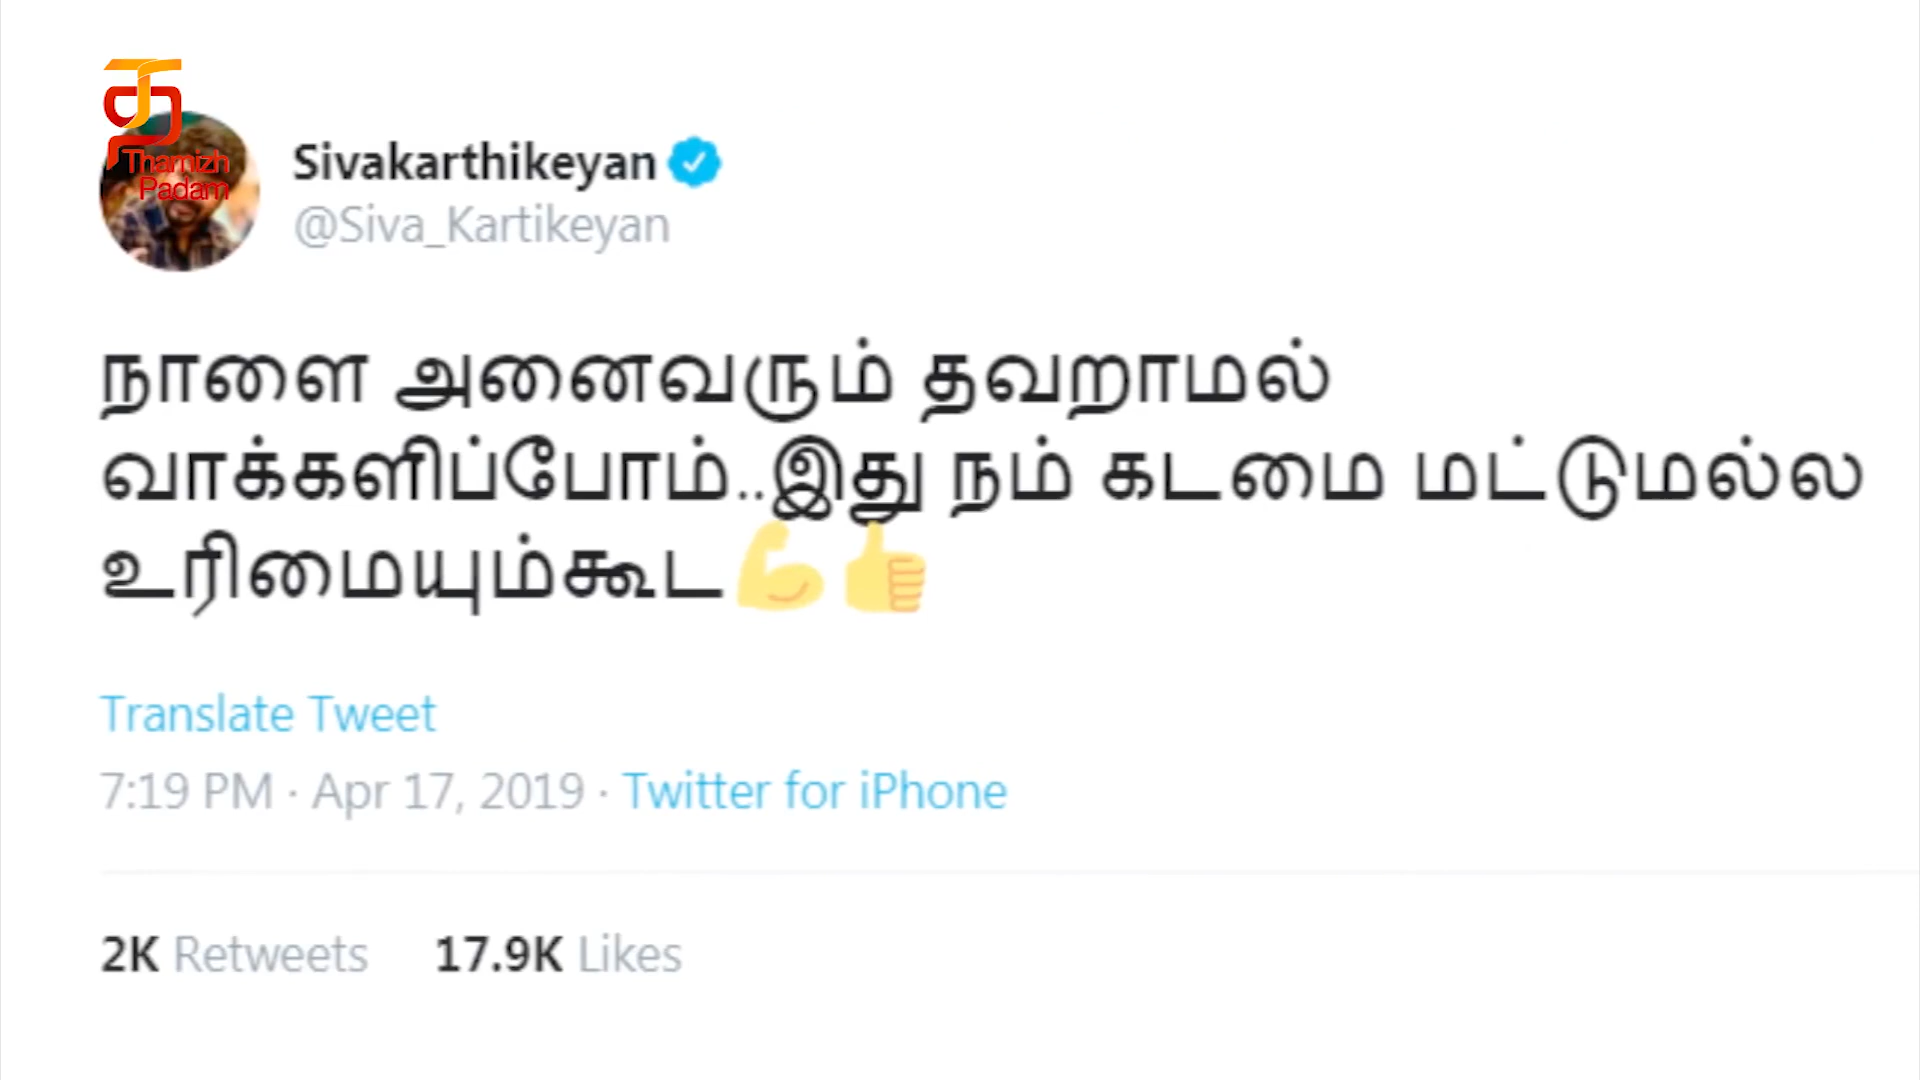 த
Thamizh
Padam
Sivakarthikeyan
@Siva_Kartikeyan
நாளை அனைவரும் தவறாமல்
வாக்களிப்போம்..இது நம் கடமை மட்டுமல்ல
உரிமையும்கூட💪👍
Translate Tweet
7:19 PM · Apr 17, 2019 · Twitter for iPhone
2K Retweets 17.9K Likes